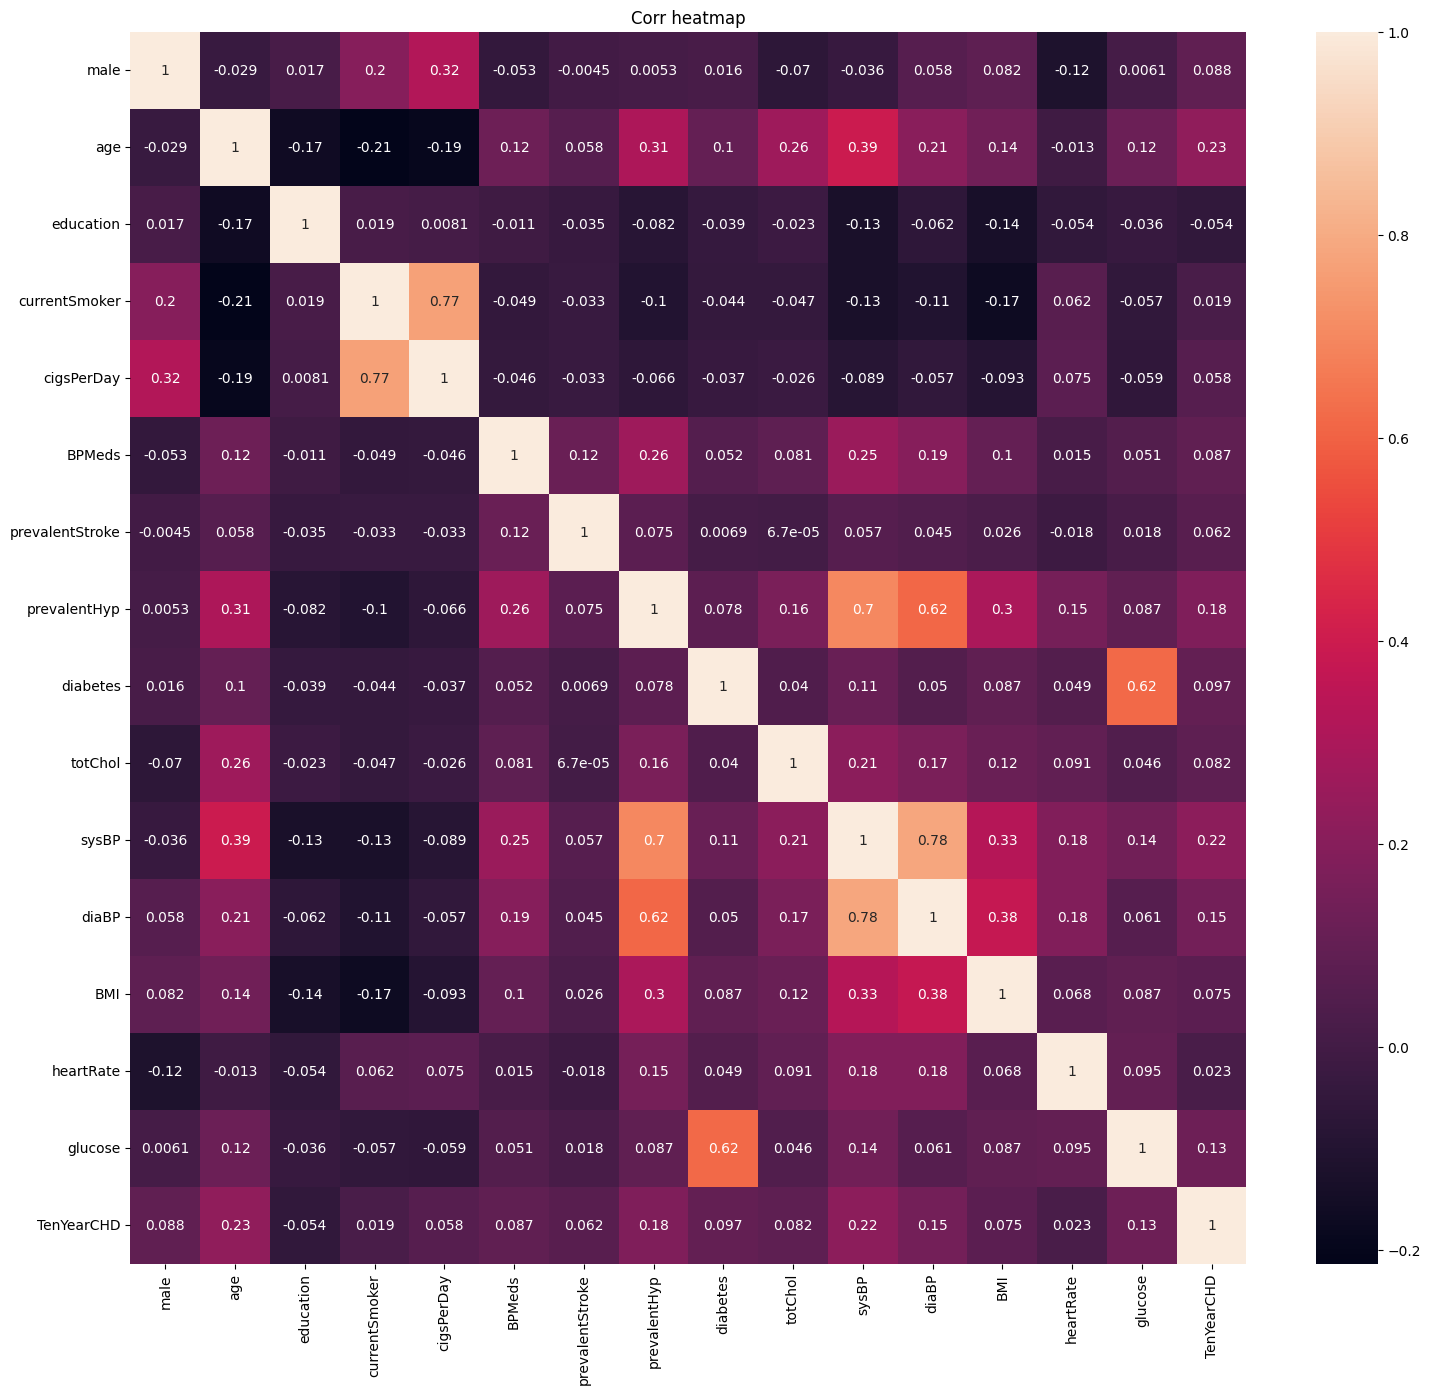 Corr heatmap
male 1 -0.029 0.017 0.2 0.32 -0.053 -0.0045 0.0053 0.016 -0.07 -0.036 0.058 0.082 -0.12 0.0061 0.088
age -0.029 1 -0.17 -0.21 -0.19 0.12 0.058 0.31 0.1 0.26 0.39 0.21 0.14 -0.013 0.12 0.23
education 0.017 -0.17 1 0.019 0.0081 -0.011 -0.035 -0.082 -0.039 -0.023 -0.13 -0.062 -0.14 -0.054 -0.036 -0.054
currentSmoker 0.2 -0.21 0.019 1 0.77 -0.049 -0.033 -0.1 -0.044 -0.047 -0.13 -0.11 -0.17 0.062 -0.057 0.019
cigsPerDay 0.32 -0.19 0.0081 0.77 1 -0.046 -0.033 -0.066 -0.037 -0.026 -0.089 -0.057 -0.093 0.075 -0.059 0.058
BPMeds -0.053 0.12 -0.011 -0.049 -0.046 1 0.12 0.26 0.052 0.081 0.25 0.19 0.1 0.015 0.051 0.087
prevalentStroke -0.0045 0.058 -0.035 -0.033 -0.033 0.12 1 0.075 0.0069 6.7e-05 0.057 0.045 0.026 -0.018 0.018 0.062
prevalentHyp 0.0053 0.31 -0.082 -0.1 -0.066 0.26 0.075 1 0.078 0.16 0.7 0.62 0.3 0.15 0.087 0.18
diabetes 0.016 0.1 -0.039 -0.044 -0.037 0.052 0.0069 0.078 1 0.04 0.11 0.05 0.087 0.049 0.62 0.097
totChol -0.07 0.26 -0.023 -0.047 -0.026 0.081 6.7e-05 0.16 0.04 1 0.21 0.17 0.12 0.091 0.046 0.082
sysBP -0.036 0.39 -0.13 -0.13 -0.089 0.25 0.057 0.7 0.11 0.21 1 0.78 0.33 0.18 0.14 0.22
diaBP 0.058 0.21 -0.062 -0.11 -0.057 0.19 0.045 0.62 0.05 0.17 0.78 1 0.38 0.18 0.061 0.15
BMI 0.082 0.14 -0.14 -0.17 -0.093 0.1 0.026 0.3 0.087 0.12 0.33 0.38 1 0.068 0.087 0.075
heartRate -0.12 -0.013 -0.054 0.062 0.075 0.015 -0.018 0.15 0.049 0.091 0.18 0.18 0.068 1 0.095 0.023
glucose 0.0061 0.12 -0.036 -0.057 -0.059 0.051 0.018 0.087 0.62 0.046 0.14 0.061 0.087 0.095 1 0.13
TenYearCHD 0.088 0.23 -0.054 0.019 0.058 0.087 0.062 0.18 0.097 0.082 0.22 0.15 0.075 0.023 0.13 1
male age education currentSmoker cigsPerDay BPMeds prevalentStroke prevalentHyp diabetes totChol sysBP diaBP BMI heartRate glucose TenYearCHD
1.0
0.8
0.6
0.4
0.2
0.0
−0.2